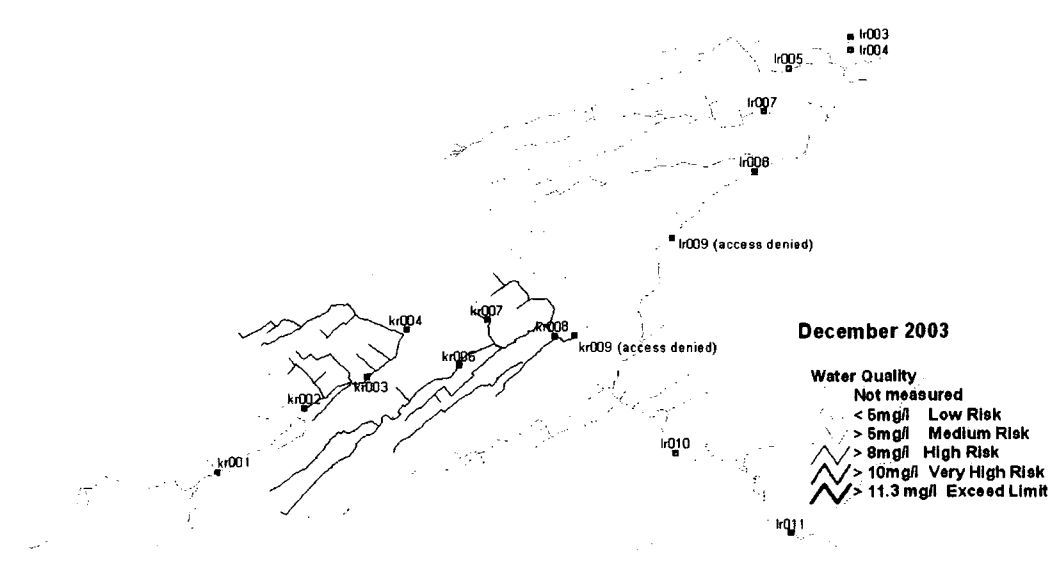 lr003
lr004
lr005
lr007
lr008
lr009 (access denied)
kr004
kr007
kr008
kr009 (access denied)
kr006
kr003
kr002
kr001
lr010
lr011
December 2003
Water Quality
Not measured
< 5mg/l Low Risk
> 5mg/l Medium Risk
> 8mg/l High Risk
> 10mg/l Very High Risk
> 11.3 mg/l Exceed Limit